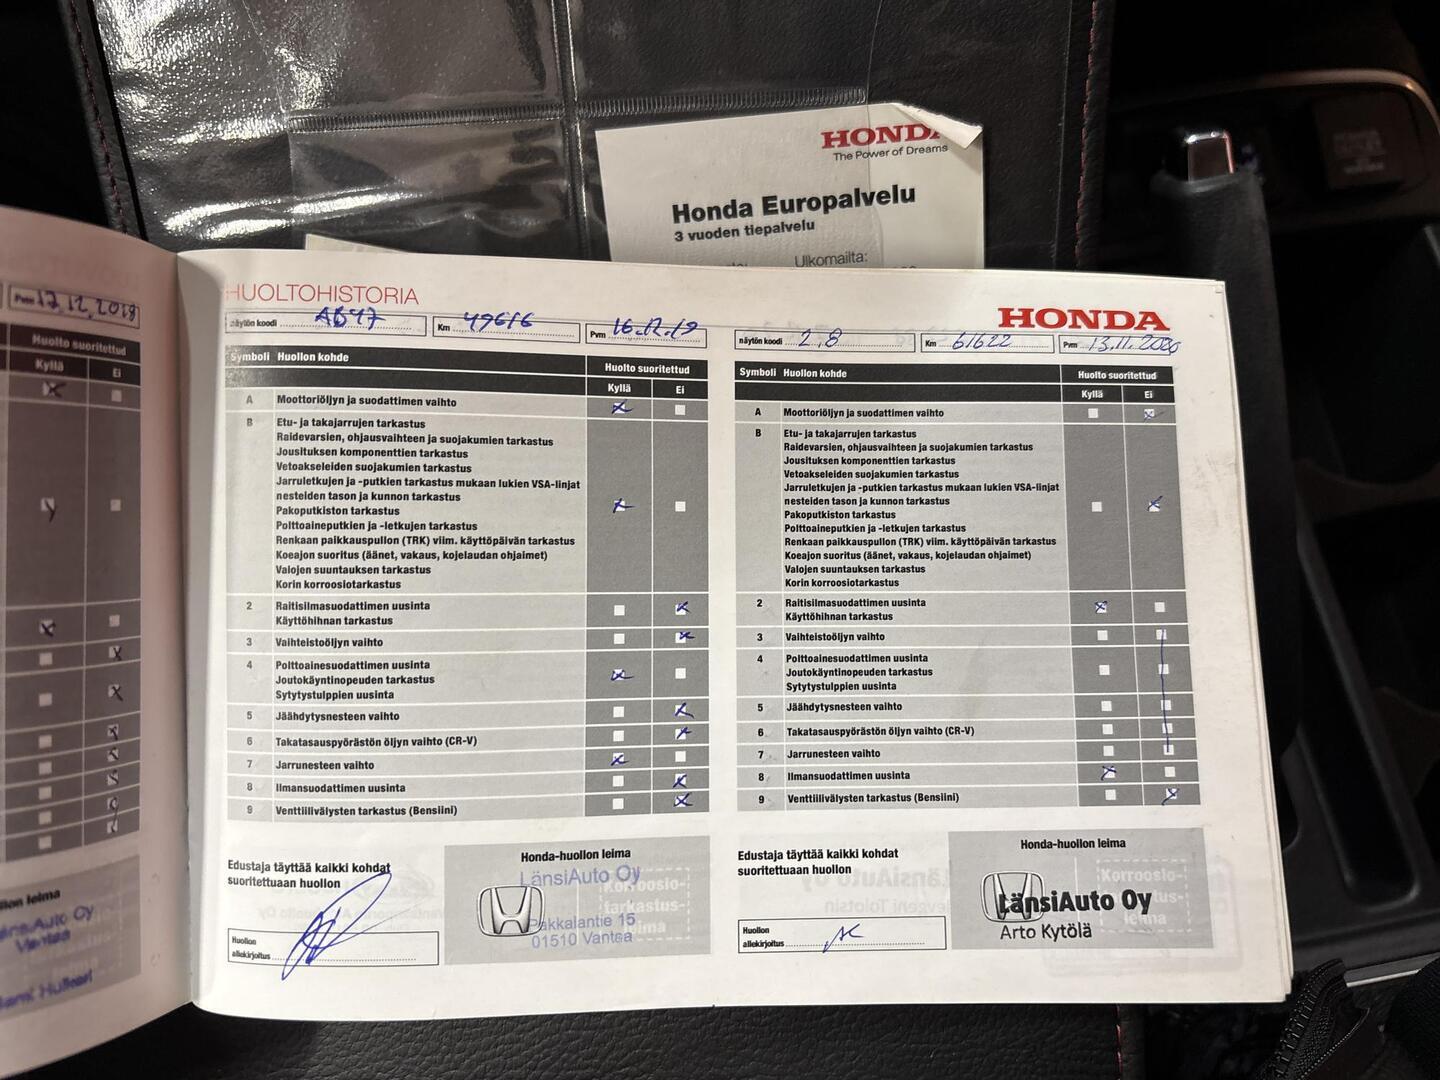 HONDA
The Power of Dreams
Honda Europalvelu
3 vuoden tiepalvelu
Ulkomailta:
Pvm 17.12.2018
Huolto suoritettud
Kyllä Ei
LänsiAuto Oy
Vantaa
HUOLTOHISTORIA
näytön koodi AB47 Km 49616 Pvm 16.12.19
Symboli Huollon kohde Huolto suoritettud
Kyllä Ei
A Moottoriöljyn ja suodattimen vaihto
B Etu- ja takajarrujen tarkastus
Raidevarsien, ohjausvaihteen ja suojakumien tarkastus
Jousituksen komponenttien tarkastus
Vetoakseleiden suojakumien tarkastus
Jarruletkujen ja -putkien tarkastus mukaan lukien VSA-linjat
nesteiden tason ja kunnon tarkastus
Pakoputkiston tarkastus
Polttoaineputkien ja -letkujen tarkastus
Renkaan paikkauspullon (TRK) viim. käyttöpäivän tarkastus
Koeajon suoritus (äänet, vakaus, kojelaudan ohjaimet)
Valojen suuntauksen tarkastus
Korin korroosiotarkastus
2 Raitisilmasuodattimen uusinta
Käyttöhihnan tarkastus
3 Vaihteistoöljyn vaihto
4 Polttoainesuodattimen uusinta
Joutokäyntinopeuden tarkastus
Sytytystulppien uusinta
5 Jäähdytysnesteen vaihto
6 Takatasauspyörästön öljyn vaihto (CR-V)
7 Jarrunesteen vaihto
8 Ilmansuodattimen uusinta
9 Venttiilivälysten tarkastus (Bensiini)
Edustaja täyttää kaikki kohdat
suoritettuaan huollon
Huollon
allekirjoitus
Honda-huollon leima
LänsiAuto Oy
Pakkalantie 15
01510 Vantaa
Korroosio-
tarkastus-
leima
HONDA
näytön koodi 2.8 Km 61622 Pvm 13.11.2020
Symboli Huollon kohde Huolto suoritettud
Kyllä Ei
A Moottoriöljyn ja suodattimen vaihto
B Etu- ja takajarrujen tarkastus
Raidevarsien, ohjausvaihteen ja suojakumien tarkastus
Jousituksen komponenttien tarkastus
Vetoakseleiden suojakumien tarkastus
Jarruletkujen ja -putkien tarkastus mukaan lukien VSA-linjat
nesteiden tason ja kunnon tarkastus
Pakoputkiston tarkastus
Polttoaineputkien ja -letkujen tarkastus
Renkaan paikkauspullon (TRK) viim. käyttöpäivän tarkastus
Koeajon suoritus (äänet, vakaus, kojelaudan ohjaimet)
Valojen suuntauksen tarkastus
Korin korroosiotarkastus
2 Raitisilmasuodattimen uusinta
Käyttöhihnan tarkastus
3 Vaihteistoöljyn vaihto
4 Polttoainesuodattimen uusinta
Joutokäyntinopeuden tarkastus
Sytytystulppien uusinta
5 Jäähdytysnesteen vaihto
6 Takatasauspyörästön öljyn vaihto (CR-V)
7 Jarrunesteen vaihto
8 Ilmansuodattimen uusinta
9 Venttiilivälysten tarkastus (Bensiini)
Edustaja täyttää kaikki kohdat
suoritettuaan huollon
Huollon
allekirjoitus AK
Honda-huollon leima
LänsiAuto Oy
Arto Kytölä
Korroosio-
tarkastus-
leima